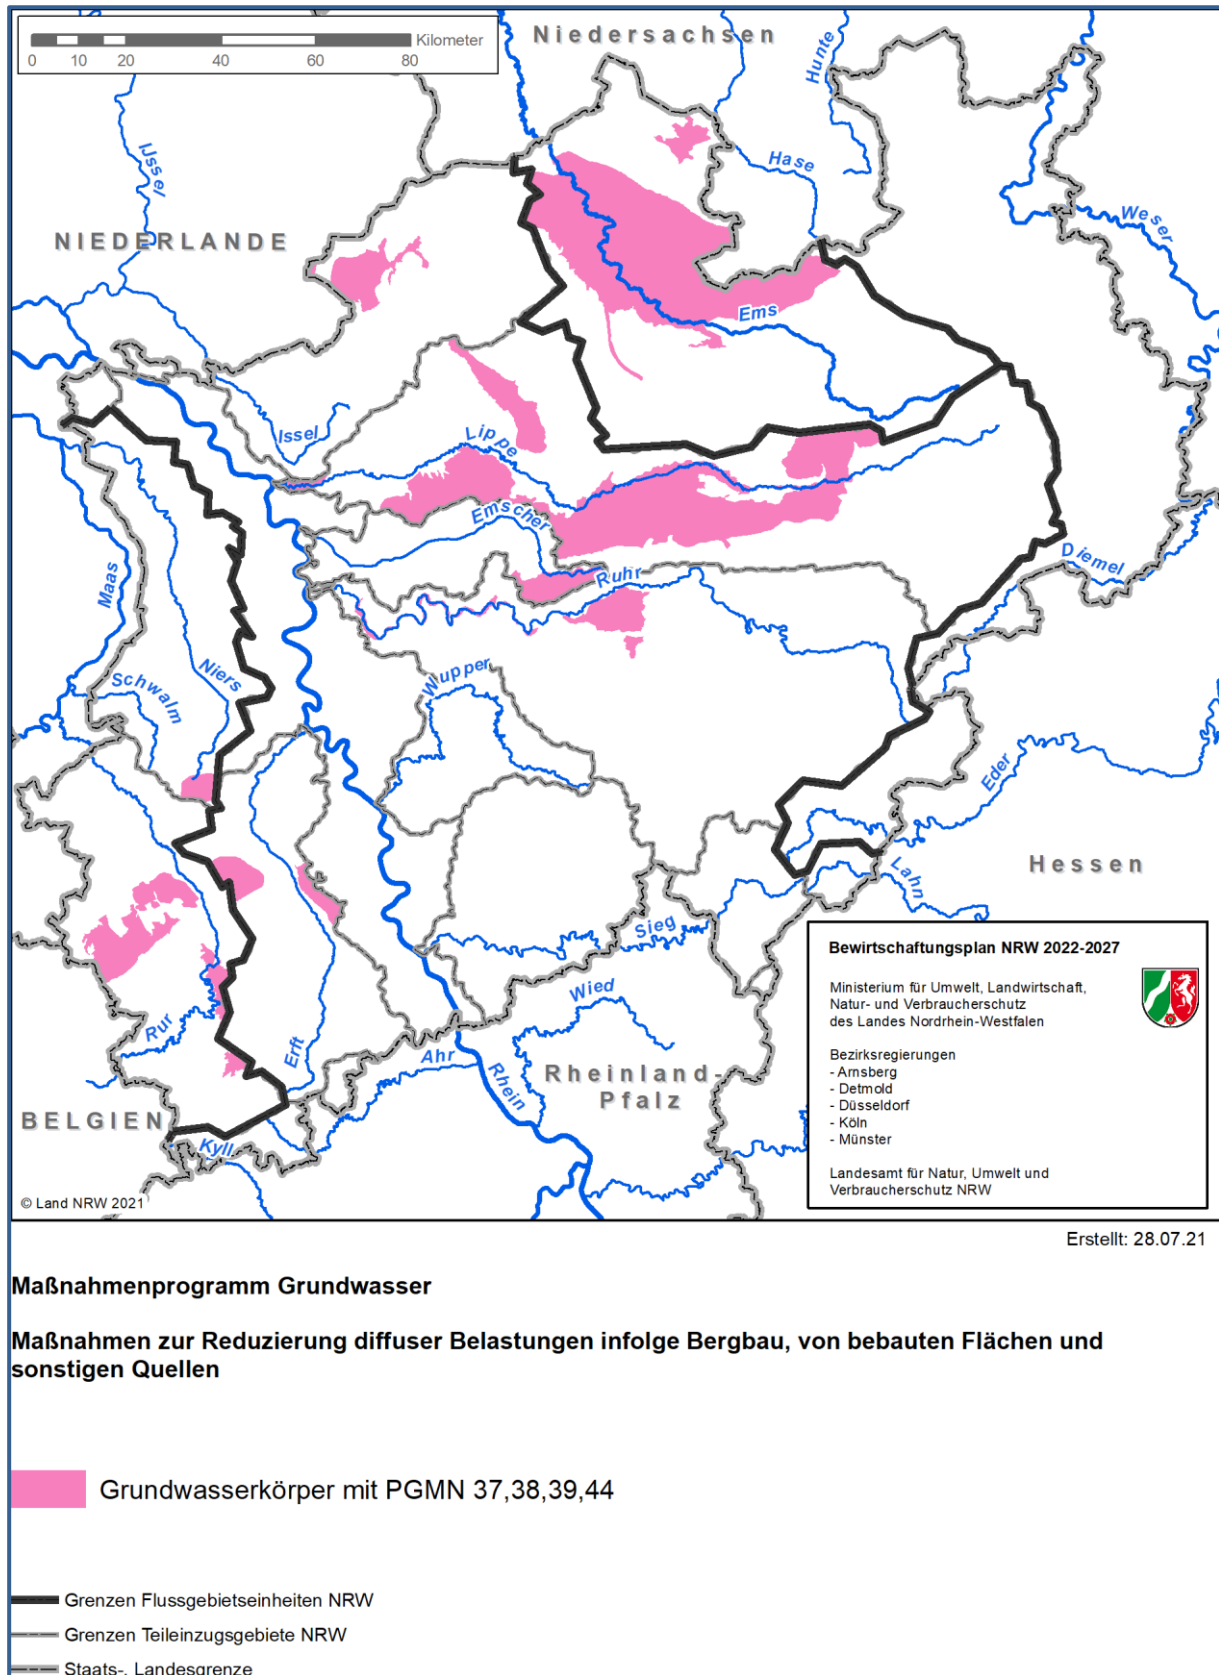 Kilometer
0 10 20 40 60 80
Niedersachsen
Hunte
IJssel
Hase
Weser
NIEDERLANDE
Ems
Issel
Lippe
Emscher
Ruhr
Diemel
Maas
Niers
Schwalm
Wupper
Eder
Hessen
Lahn
Sieg
Wied
Rur
Erft
Ahr
Rhein
Rheinland-
Pfalz
BELGIEN
Kyll
© Land NRW 2021
Bewirtschaftungsplan NRW 2022-2027
Ministerium für Umwelt, Landwirtschaft,
Natur- und Verbraucherschutz
des Landes Nordrhein-Westfalen
Bezirksregierungen
- Arnsberg
- Detmold
- Düsseldorf
- Köln
- Münster
Landesamt für Natur, Umwelt und
Verbraucherschutz NRW
Erstellt: 28.07.21
Maßnahmenprogramm Grundwasser
Maßnahmen zur Reduzierung diffuser Belastungen infolge Bergbau, von bebauten Flächen und
sonstigen Quellen
Grundwasserkörper mit PGMN 37,38,39,44
Grenzen Flussgebietseinheiten NRW
Grenzen Teileinzugsgebiete NRW
Staats-, Landesgrenze